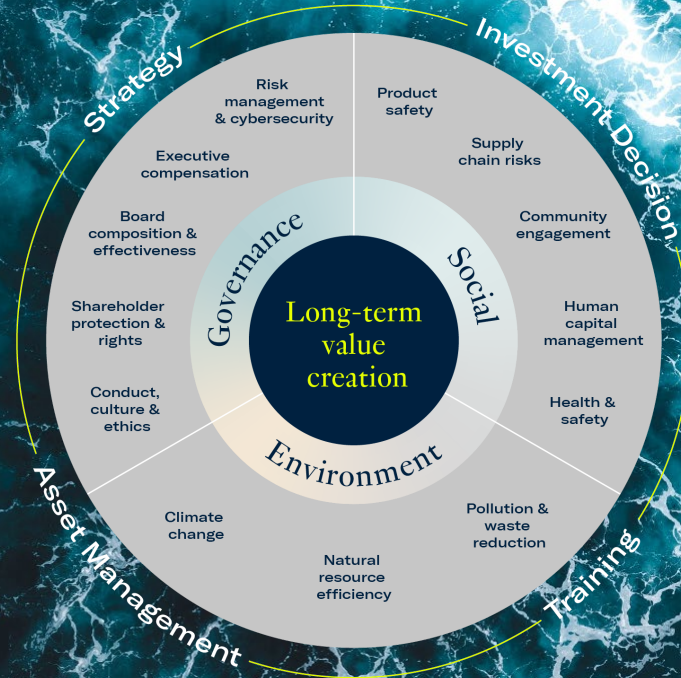 Strategy
Investment Decision
Risk
management
& cybersecurity
Executive
compensation
Board
composition &
effectiveness
Shareholder
protection &
rights
Conduct,
culture &
ethics
Product
safety
Supply
chain risks
Community
engagement
Human
capital
management
Health &
safety
Governance
Social
Long-term
value
creation
Environment
Climate
change
Natural
resource
efficiency
Pollution &
waste
reduction
Asset Management
Training